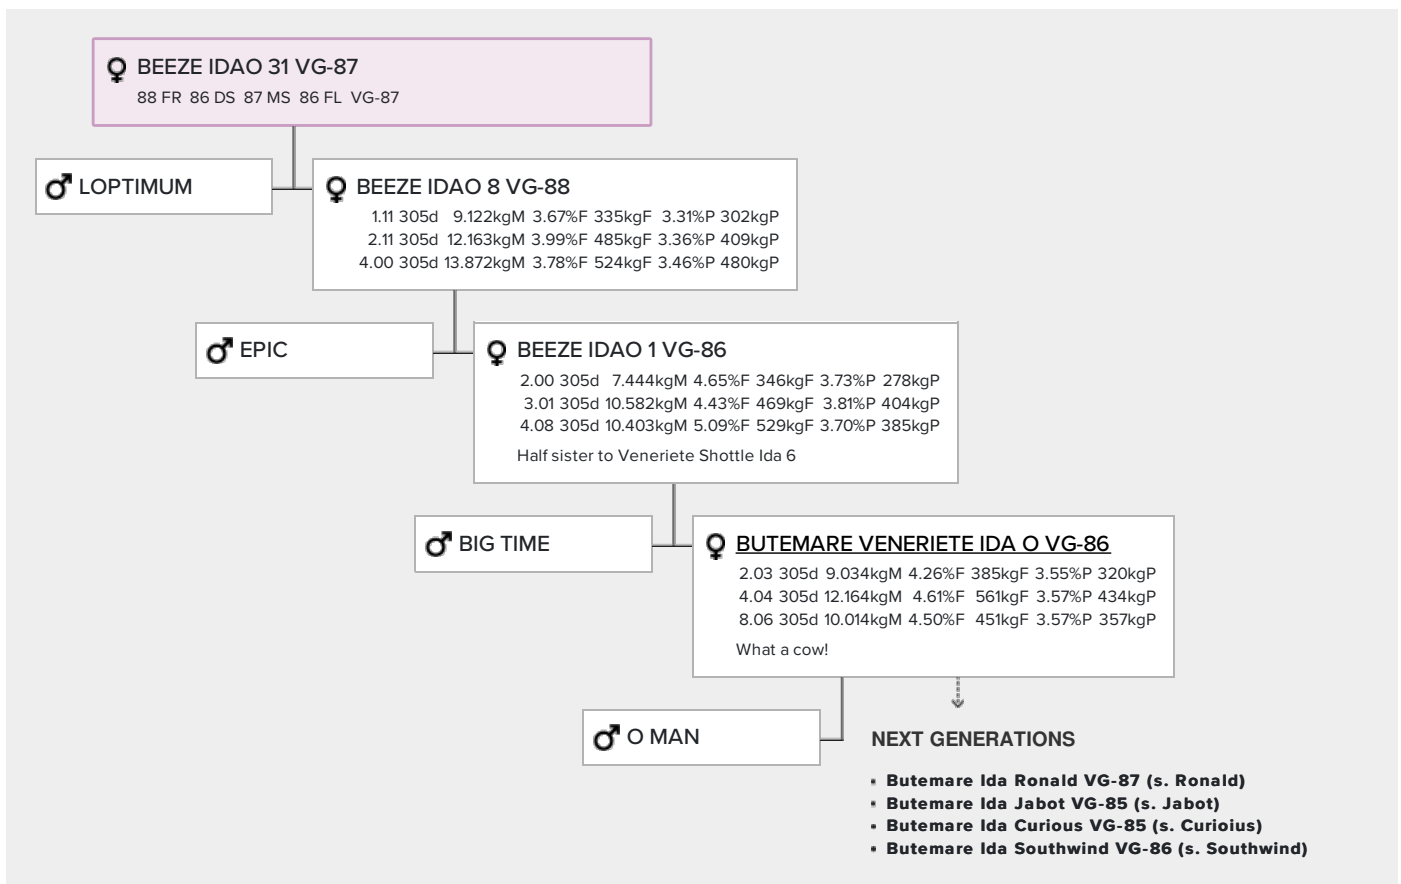 BEEZE IDAO 31 VG-87
88 FR 86 DS 87 MS 86 FL VG-87
LOPTIMUM
BEEZE IDAO 8 VG-88
1.11 305d 9.122kgM 3.67%F 335kgF 3.31%P 302kgP
2.11 305d 12.163kgM 3.99%F 485kgF 3.36%P 409kgP
4.00 305d 13.872kgM 3.78%F 524kgF 3.46%P 480kgP
EPIC
BEEZE IDAO 1 VG-86
2.00 305d 7.444kgM 4.65%F 346kgF 3.73%P 278kgP
3.01 305d 10.582kgM 4.43%F 469kgF 3.81%P 404kgP
4.08 305d 10.403kgM 5.09%F 529kgF 3.70%P 385kgP
Half sister to Veneriete Shottle Ida 6
BIG TIME
BUTEMARE VENERIETE IDA O VG-86
2.03 305d 9.034kgM 4.26%F 385kgF 3.55%P 320kgP
4.04 305d 12.164kgM 4.61%F 561kgF 3.57%P 434kgP
8.06 305d 10.014kgM 4.50%F 451kgF 3.57%P 357kgP
What a cow!
O MAN
NEXT GENERATIONS
▪ Butemare Ida Ronald VG-87 (s. Ronald)
▪ Butemare Ida Jabot VG-85 (s. Jabot)
▪ Butemare Ida Curious VG-85 (s. Curioius)
▪ Butemare Ida Southwind VG-86 (s. Southwind)